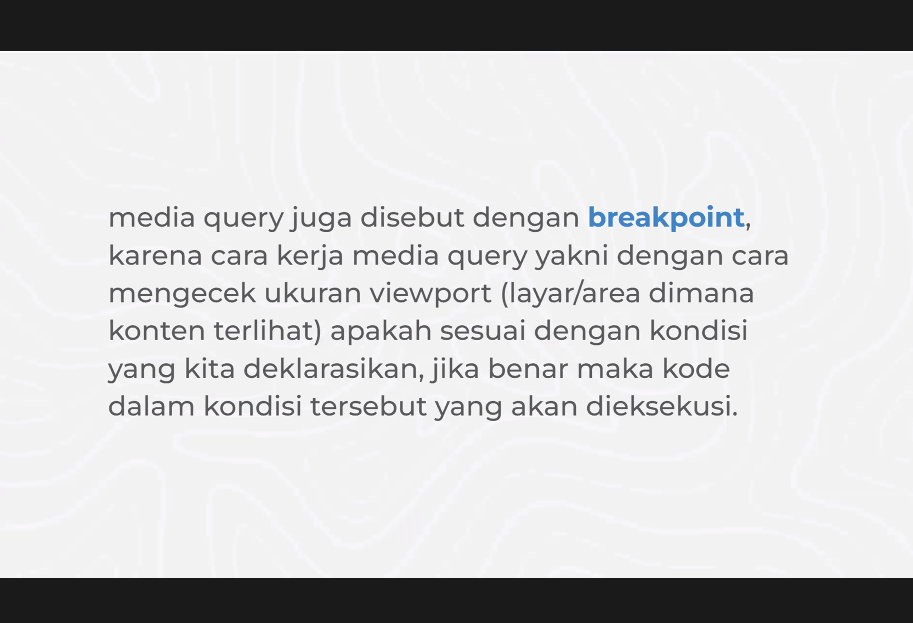 media query juga disebut dengan breakpoint,
karena cara kerja media query yakni dengan cara
mengecek ukuran viewport (layar/area dimana
konten terlihat) apakah sesuai dengan kondisi
yang kita deklarasikan, jika benar maka kode
dalam kondisi tersebut yang akan dieksekusi.